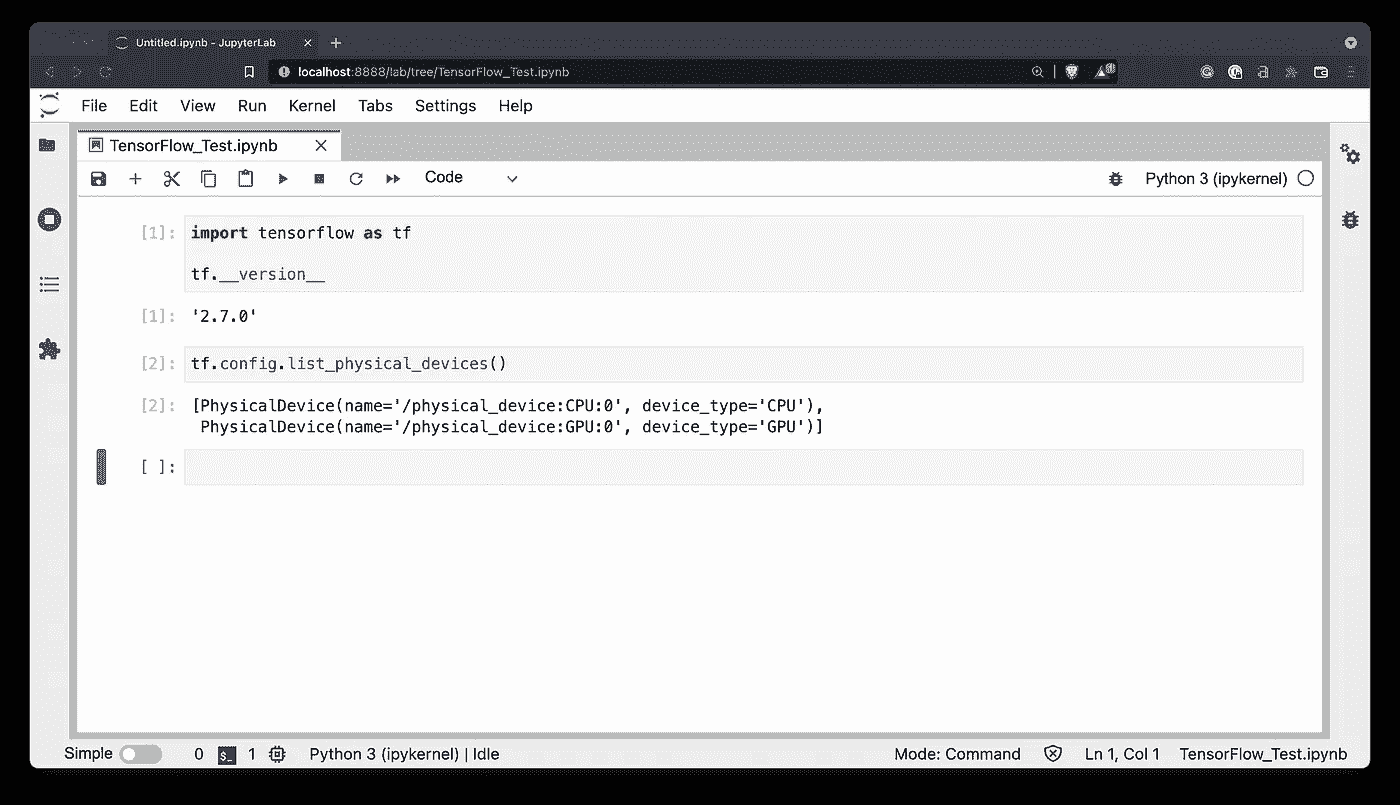 Untitled.ipynb - JupyterLab
localhost:8888/lab/tree/TensorFlow_Test.ipynb
File Edit View Run Kernel Tabs Settings Help
TensorFlow_Test.ipynb
Code Python 3 (ipykernel)
[1]: import tensorflow as tf
tf.__version__
[1]: '2.7.0'
[2]: tf.config.list_physical_devices()
[2]: [PhysicalDevice(name='/physical_device:CPU:0', device_type='CPU'),
PhysicalDevice(name='/physical_device:GPU:0', device_type='GPU')]
[ ]:
Simple 0 $_ 1 Python 3 (ipykernel) | Idle Mode: Command Ln 1, Col 1 TensorFlow_Test.ipynb